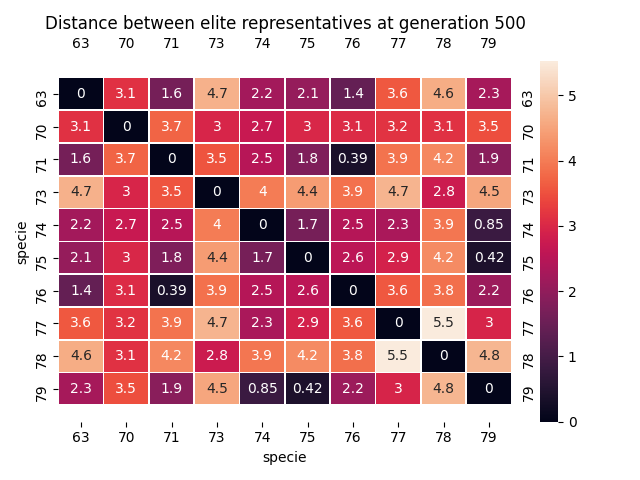 Distance between elite representatives at generation 500
63 70 71 73 74 75 76 77 78 79
63 0 3.1 1.6 4.7 2.2 2.1 1.4 3.6 4.6 2.3 63
70 3.1 0 3.7 3 2.7 3 3.1 3.2 3.1 3.5 70
71 1.6 3.7 0 3.5 2.5 1.8 0.39 3.9 4.2 1.9 71
73 4.7 3 3.5 0 4 4.4 3.9 4.7 2.8 4.5 73
74 2.2 2.7 2.5 4 0 1.7 2.5 2.3 3.9 0.85 74
75 2.1 3 1.8 4.4 1.7 0 2.6 2.9 4.2 0.42 75
76 1.4 3.1 0.39 3.9 2.5 2.6 0 3.6 3.8 2.2 76
77 3.6 3.2 3.9 4.7 2.3 2.9 3.6 0 5.5 3 77
78 4.6 3.1 4.2 2.8 3.9 4.2 3.8 5.5 0 4.8 78
79 2.3 3.5 1.9 4.5 0.85 0.42 2.2 3 4.8 0 79
63 70 71 73 74 75 76 77 78 79
specie
specie
5
4
3
2
1
0